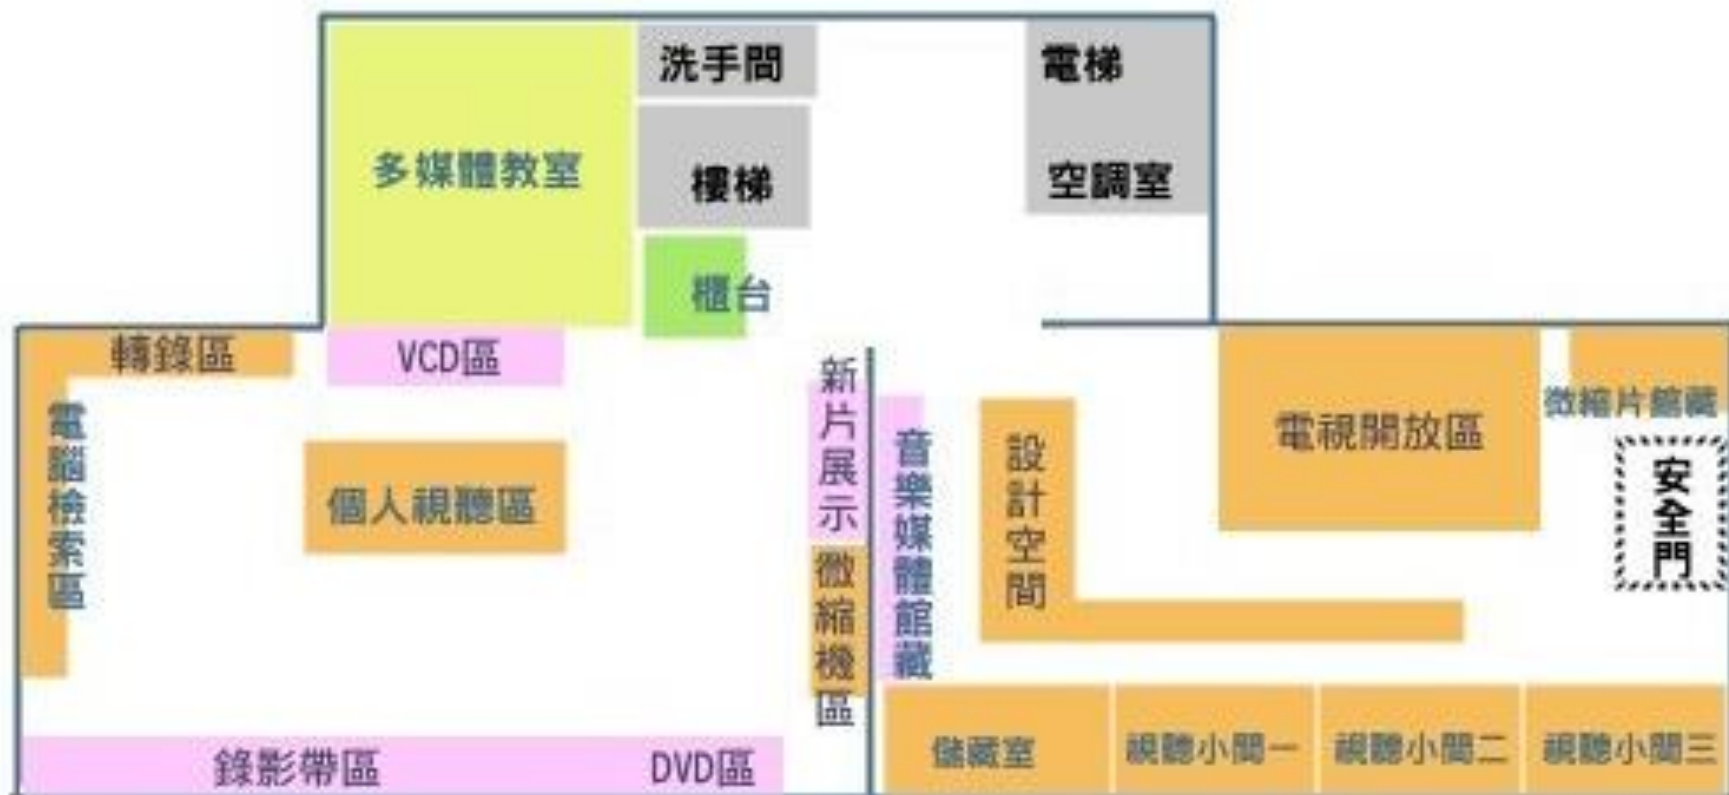 洗手間
電梯
多媒體教室
樓梯
空調室
櫃台
轉錄區
VCD區
新片展示
電腦檢索區
個人視聽區
微縮機區
音樂媒體館藏
設計空間
電視開放區
微縮片館藏
安全門
錄影帶區
DVD區
儲藏室
視聽小間一
視聽小間二
視聽小間三